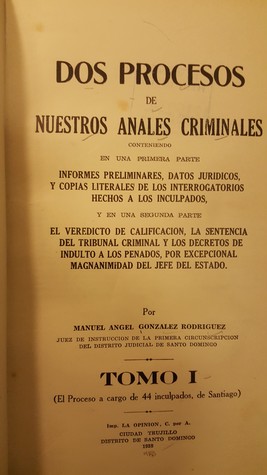 DOS PROCESOS
DE
NUESTROS ANALES CRIMINALES
CONTENIENDO
EN UNA PRIMERA PARTE
INFORMES PRELIMINARES, DATOS JURIDICOS,
Y COPIAS LITERALES DE LOS INTERROGATORIOS
HECHOS A LOS INCULPADOS,
Y EN UNA SEGUNDA PARTE
EL VEREDICTO DE CALIFICACION, LA SENTENCIA
DEL TRIBUNAL CRIMINAL Y LOS DECRETOS DE
INDULTO A LOS PENADOS, POR EXCEPCIONAL
MAGNANIMIDAD DEL JEFE DEL ESTADO.
Por
MANUEL ANGEL GONZALEZ RODRIGUEZ
JUEZ DE INSTRUCCION DE LA PRIMERA CIRCUNSCRIPCION
DEL DISTRITO JUDICIAL DE SANTO DOMINGO
TOMO I
(El Proceso a cargo de 44 inculpados, de Santiago)
Imp. LA OPINION, C. por A.
CIUDAD TRUJILLO
DISTRITO DE SANTO DOMINGO